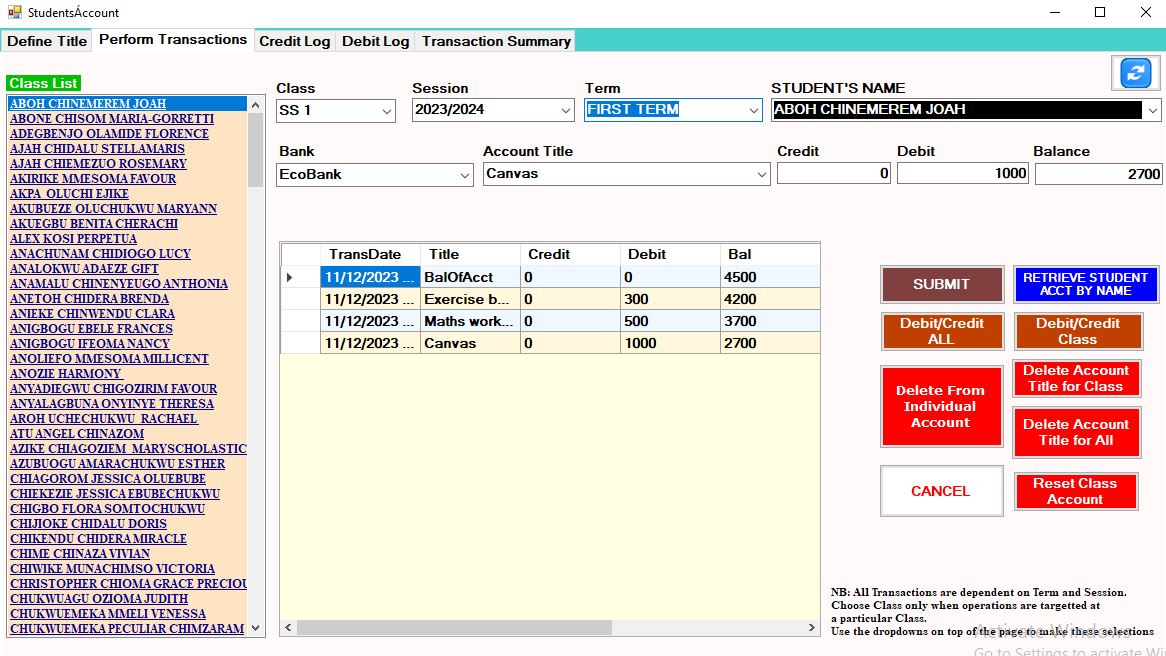 StudentsÁccount
Define Title Perform Transactions Credit Log Debit Log Transaction Summary
Class List
ABOH CHINEMEREM JOAH
ABONE CHISOM MARIA-GORRETTI
ADEGBENJO OLAMIDE FLORENCE
AJAH CHIDALU STELLAMARIS
AJAH CHIEMEZUO ROSEMARY
AKIRIKE MMESOMA FAVOUR
AKPA OLUCHI EJIKE
AKUBUEZE OLUCHUKWU MARYANN
AKUEGBU BENITA CHERACHI
ALEX KOSI PERPETUA
ANACHUNAM CHIDIOGO LUCY
ANALOKWU ADAEZE GIFT
ANAMALU CHINENYEUGO ANTHONIA
ANETOH CHIDERA BRENDA
ANIEKE CHINWENDU CLARA
ANIGBOGU EBELE FRANCES
ANIGBOGU IFEOMA NANCY
ANOLIEFO MMESOMA MILLICENT
ANOZIE HARMONY
ANYADIEGWU CHIGOZIRIM FAVOUR
ANYALAGBUNA ONYINYE THERESA
AROH UCHECHUKWU RACHAEL
ATU ANGEL CHINAZOM
AZIKE CHIAGOZIEM MARYSCHOLASTIC
AZUBUOGU AMARACHUKWU ESTHER
CHIAGOROM JESSICA OLUEBUBE
CHIEKEZIE JESSICA EBUBECHUKWU
CHIGBO FLORA SOMTOCHUKWU
CHIJIOKE CHIDALU DORIS
CHIKENDU CHIDERA MIRACLE
CHIME CHINAZA VIVIAN
CHIWIKE MUNACHIMSO VICTORIA
CHRISTOPHER CHIOMA GRACE PRECIOU
CHUKWUAGU OZIOMA JUDITH
CHUKWUEMEKA MMELI VENESSA
CHUKWUEMEKA PECULIAR CHIMZARAM
Class Session Term STUDENT'S NAME
SS 1 2023/2024 FIRST TERM ABOH CHINEMEREM JOAH
Bank Account Title Credit Debit Balance
EcoBank Canvas 0 1000 2700
TransDate Title Credit Debit Bal
11/12/2023 ... BalOfAcct 0 0 4500
11/12/2023 ... Exercise b... 0 300 4200
11/12/2023 ... Maths work... 0 500 3700
11/12/2023 ... Canvas 0 1000 2700
SUBMIT
RETRIEVE STUDENT
ACCT BY NAME
Debit/Credit
ALL
Debit/Credit
Class
Delete From
Individual
Account
Delete Account
Title for Class
Delete Account
Title for All
CANCEL
Reset Class
Account
NB: All Transactions are dependent on Term and Session.
Choose Class only when operations are targetted at
a particular Class.
Use the dropdowns on top of the page to make these selections
Activate Windows
Go to Settings to activate Wi